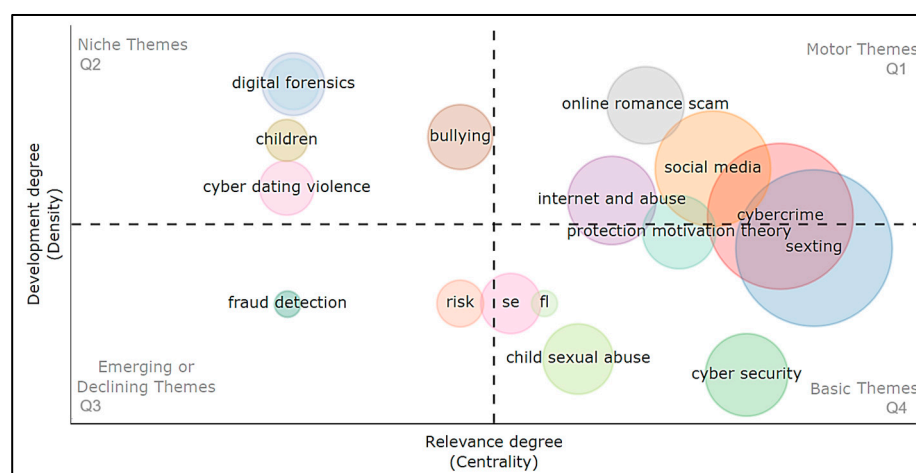 Niche Themes
Q2
Motor Themes
Q1
digital forensics
online romance scam
children
bullying
social media
cyber dating violence
internet and abuse
cybercrime
protection motivation theory
sexting
fraud detection
risk
se
fl
child sexual abuse
cyber security
Emerging or
Declining Themes
Q3
Basic Themes
Q4
Development degree
(Density)
Relevance degree
(Centrality)